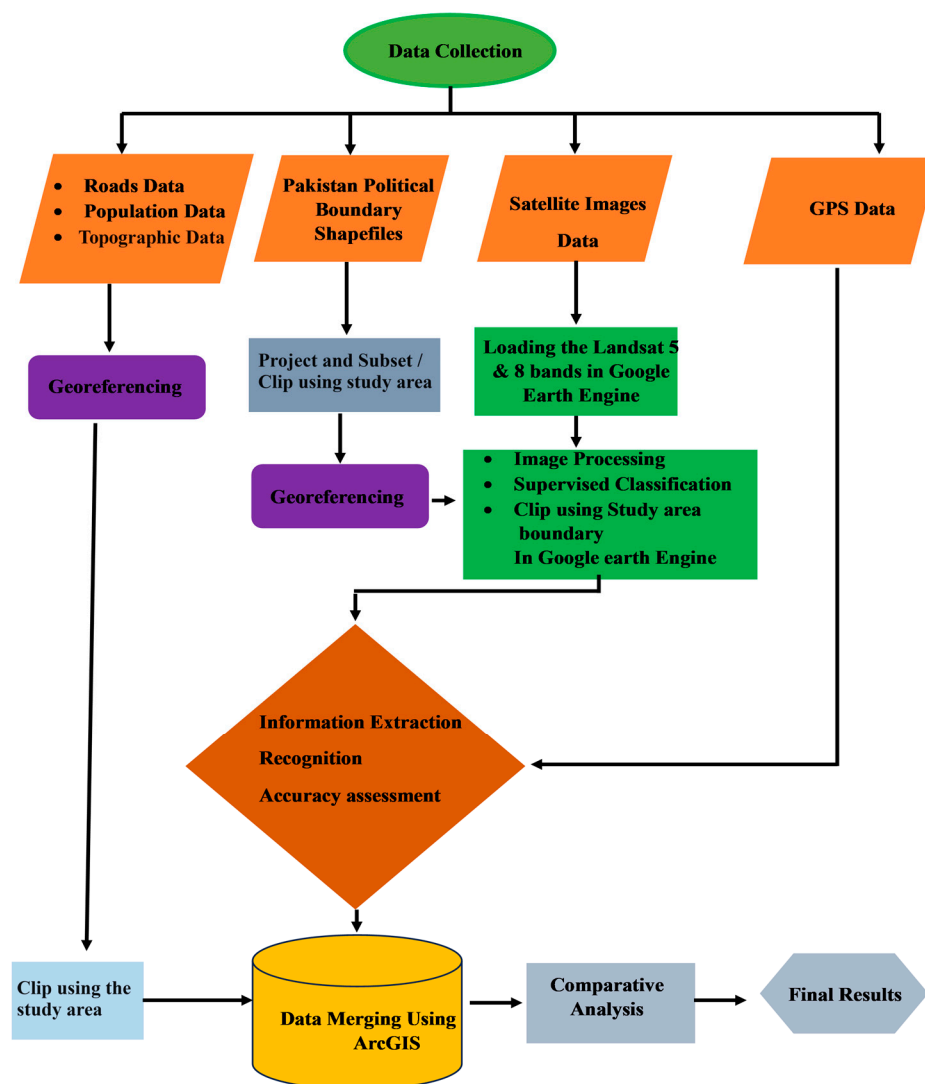 Data Collection
• Roads Data
• Population Data
• Topographic Data
Pakistan Political
Boundary
Shapefiles
Satellite Images
Data
GPS Data
Georeferencing
Project and Subset /
Clip using study area
Loading the Landsat 5
& 8 bands in Google
Earth Engine
Georeferencing
• Image Processing
• Supervised Classification
• Clip using Study area
boundary
In Google earth Engine
Information Extraction
Recognition
Accuracy assessment
Clip using the
study area
Data Merging Using
ArcGIS
Comparative
Analysis
Final Results